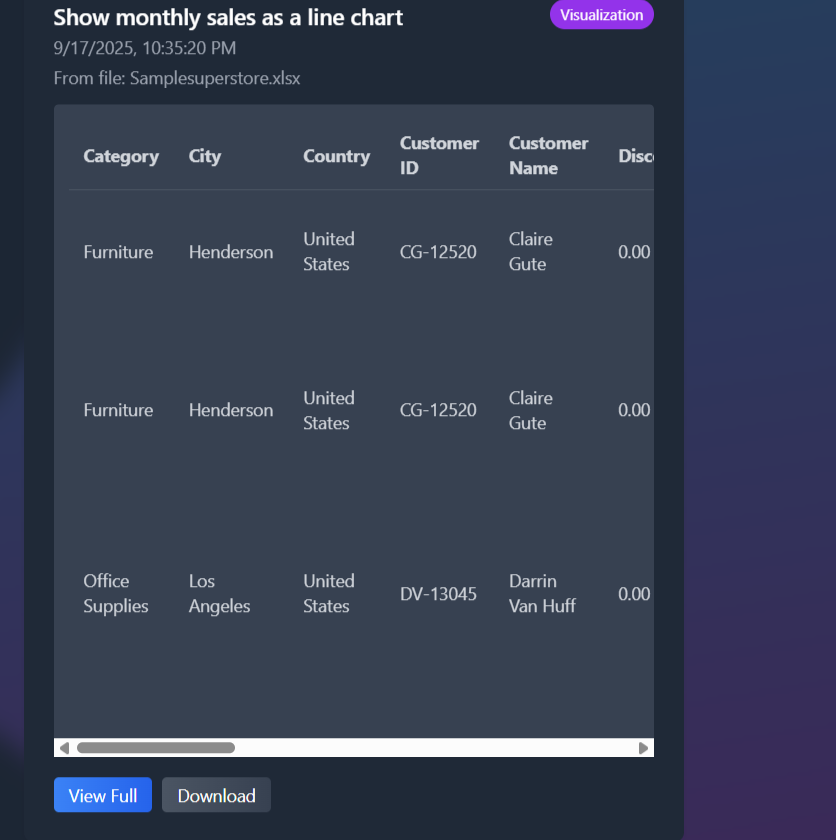 Show monthly sales as a line chart
Visualization
9/17/2025, 10:35:20 PM
From file: Samplesuperstore.xlsx
Category City Country Customer ID Customer Name Disc
Furniture Henderson United States CG-12520 Claire Gute 0.00
Furniture Henderson United States CG-12520 Claire Gute 0.00
Office Supplies Los Angeles United States DV-13045 Darrin Van Huff 0.00
View Full Download